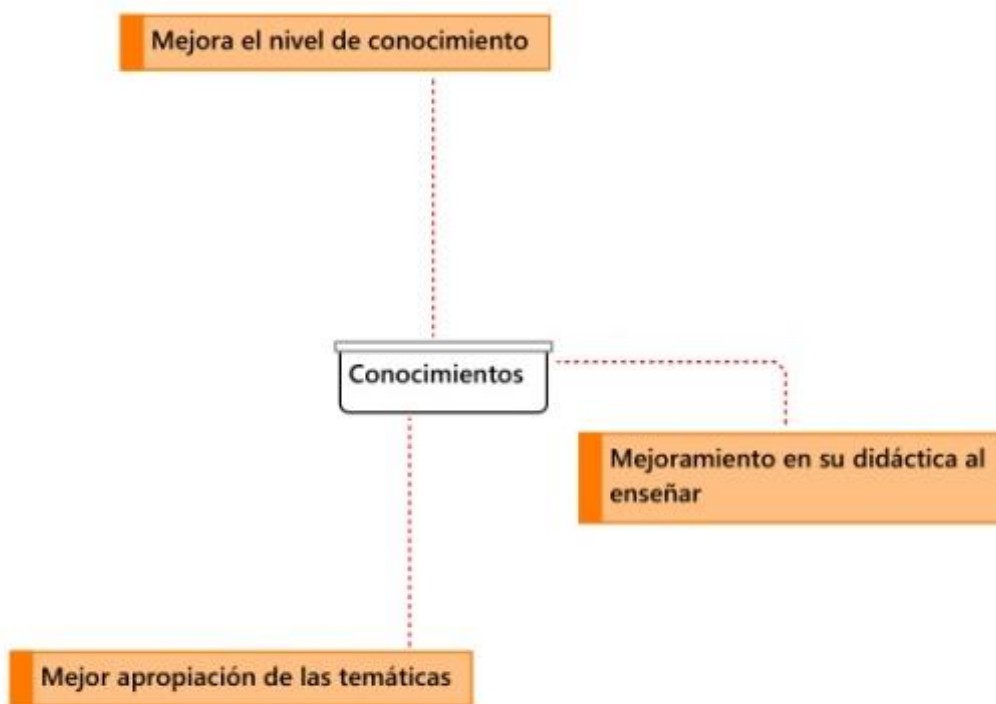 Mejora el nivel de conocimiento
Conocimientos
Mejoramiento en su didáctica al
enseñar
Mejor apropiación de las temáticas